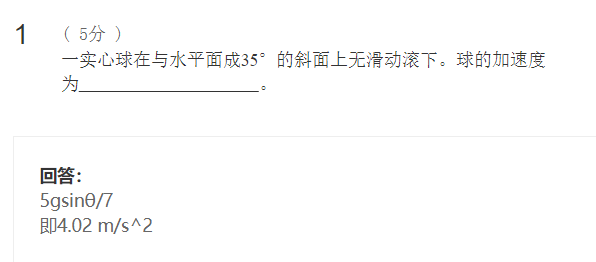 1
( 5分 )
一实心球在与水平面成35°的斜面上无滑动滚下。球的加速度
为____________________。
回答:
5gsinθ/7
即4.02 m/s^2